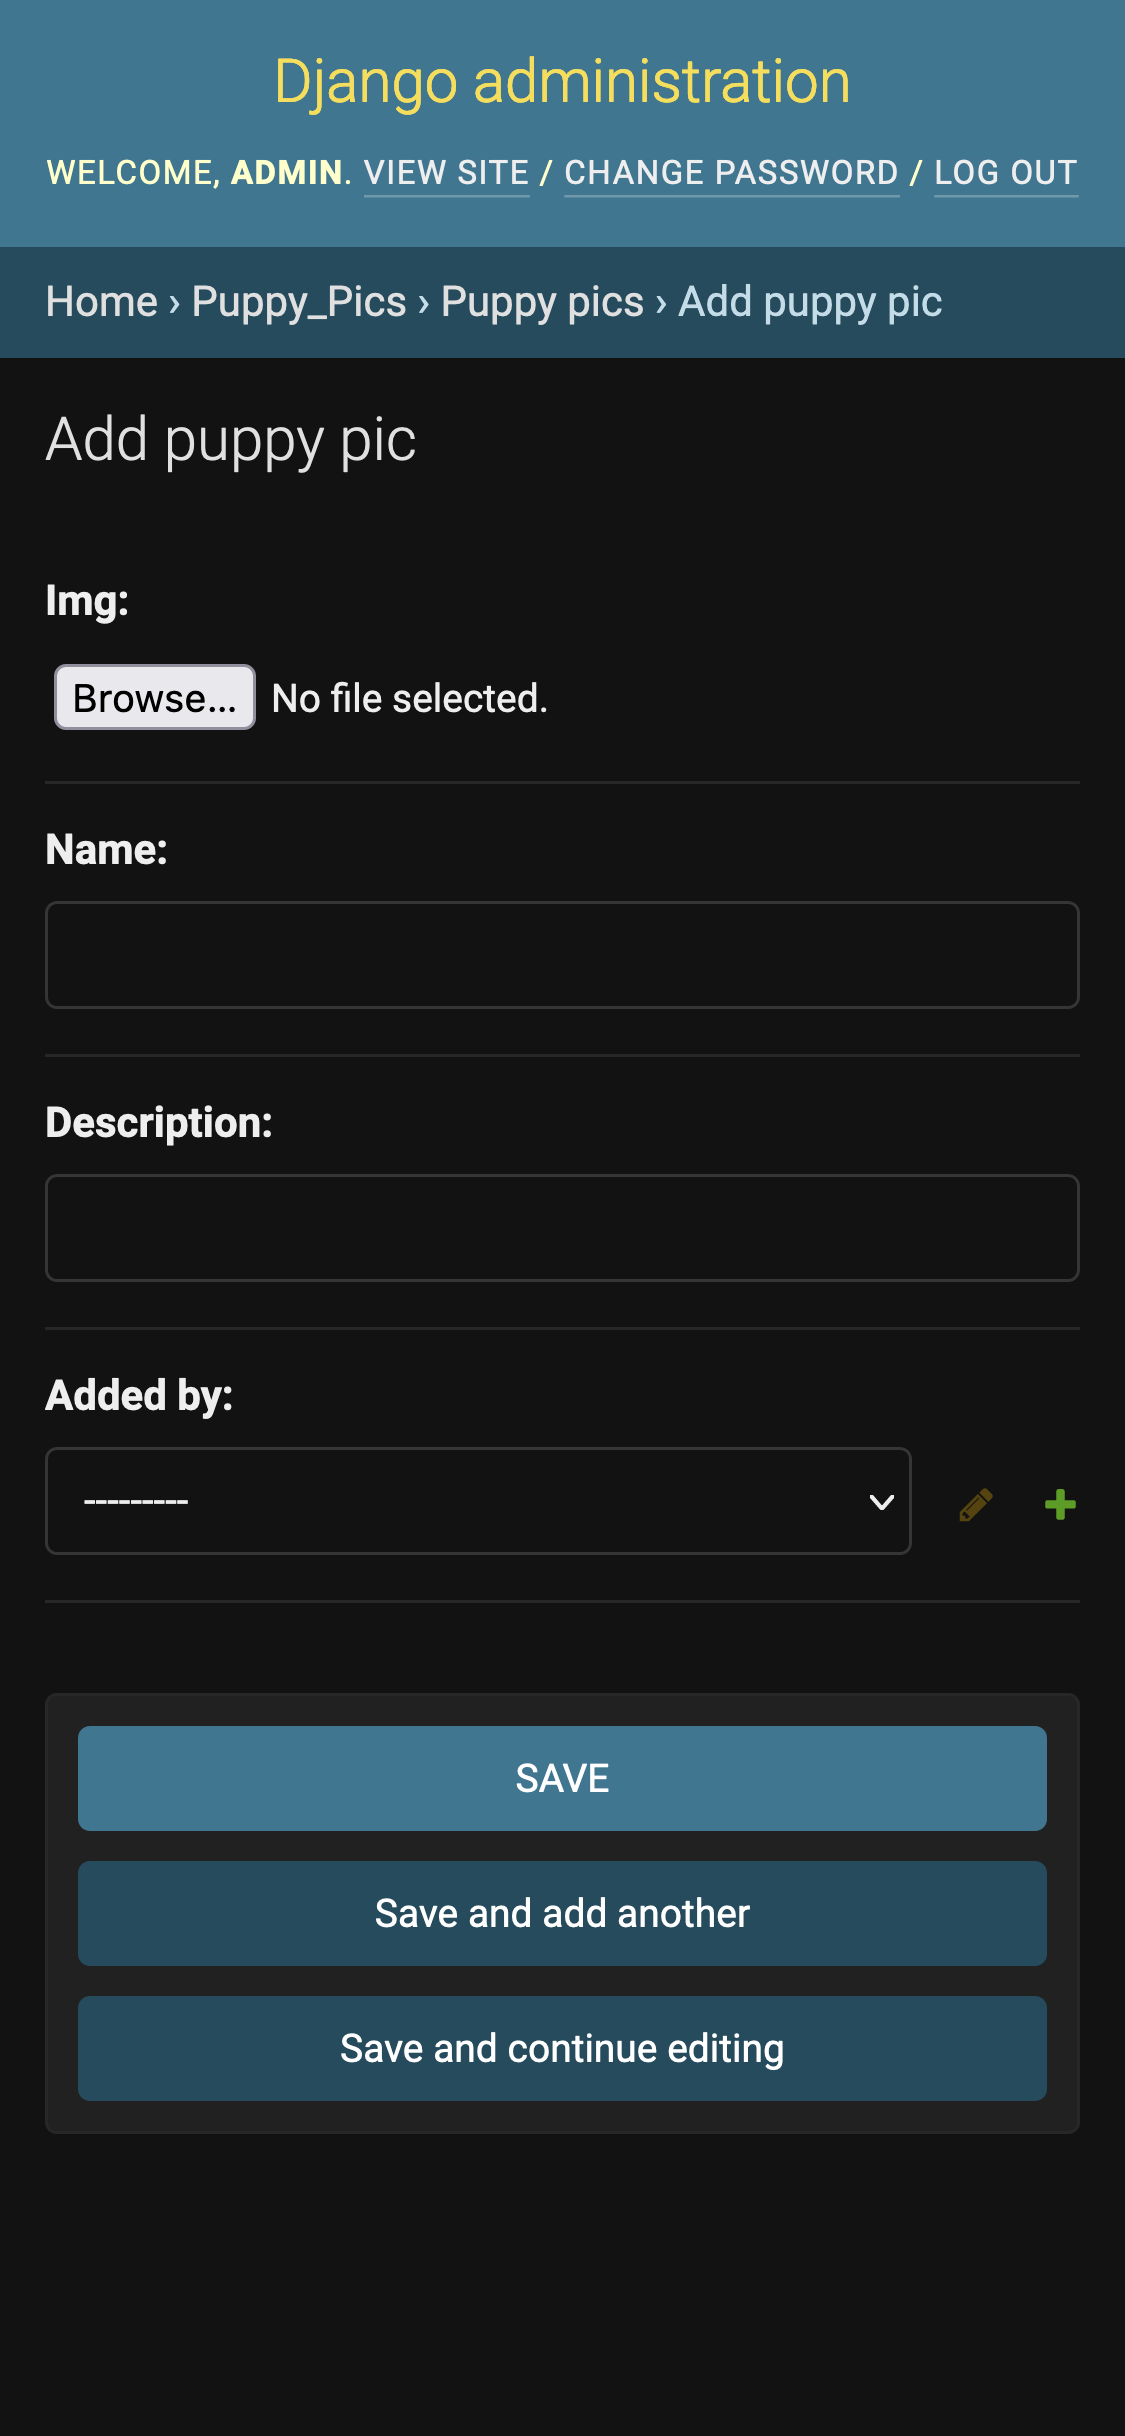 Django administration
WELCOME, ADMIN. VIEW SITE / CHANGE PASSWORD / LOG OUT
Home › Puppy_Pics › Puppy pics › Add puppy pic
Add puppy pic
Img:
Browse... No file selected.
Name:
Description:
Added by:
---------
SAVE
Save and add another
Save and continue editing